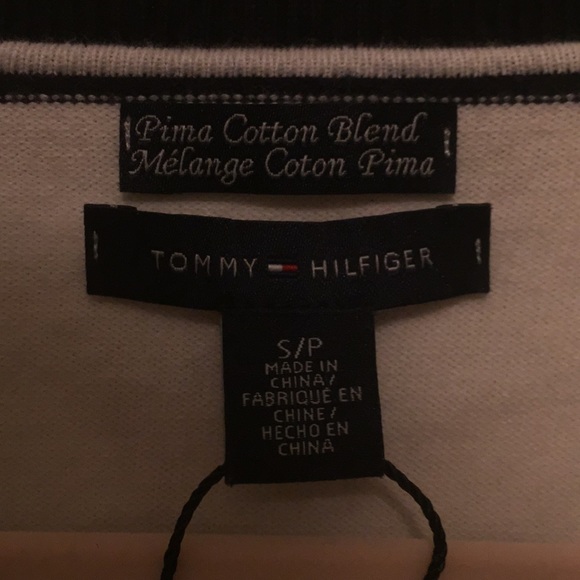 Pima Cotton Blend
Mélange Coton Pima
TOMMY HILFIGER
S/P
MADE IN
CHINA/
FABRIQUÉ EN
CHINE/
HECHO EN
CHINA